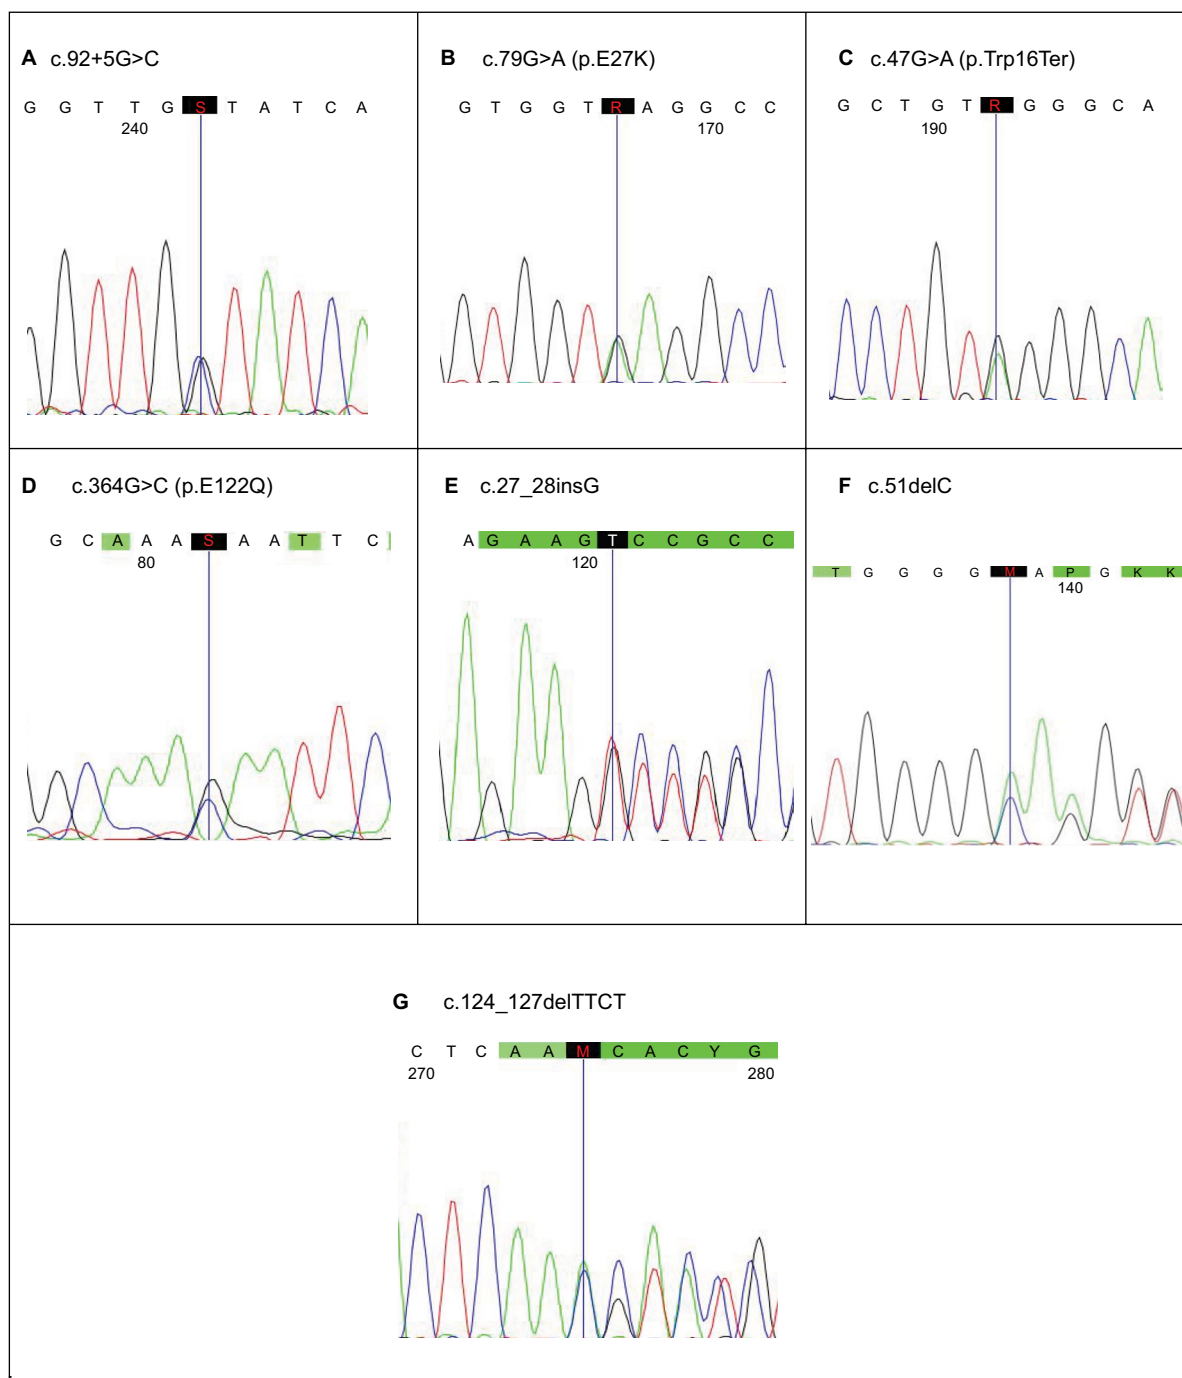 A c.92+5G>C
G G T T G S T A T C A
240
B c.79G>A (p.E27K)
G T G G T R A G G C C
170
C c.47G>A (p.Trp16Ter)
G C T G T R G G G C A
190
D c.364G>C (p.E122Q)
G C A A A S A A T T C
80
E c.27_28insG
A G A A G T C C G C C
120
F c.51delC
T G G G G M A P G K K
140
G c.124_127delTTCT
C T C A A M C A C Y G
270 280